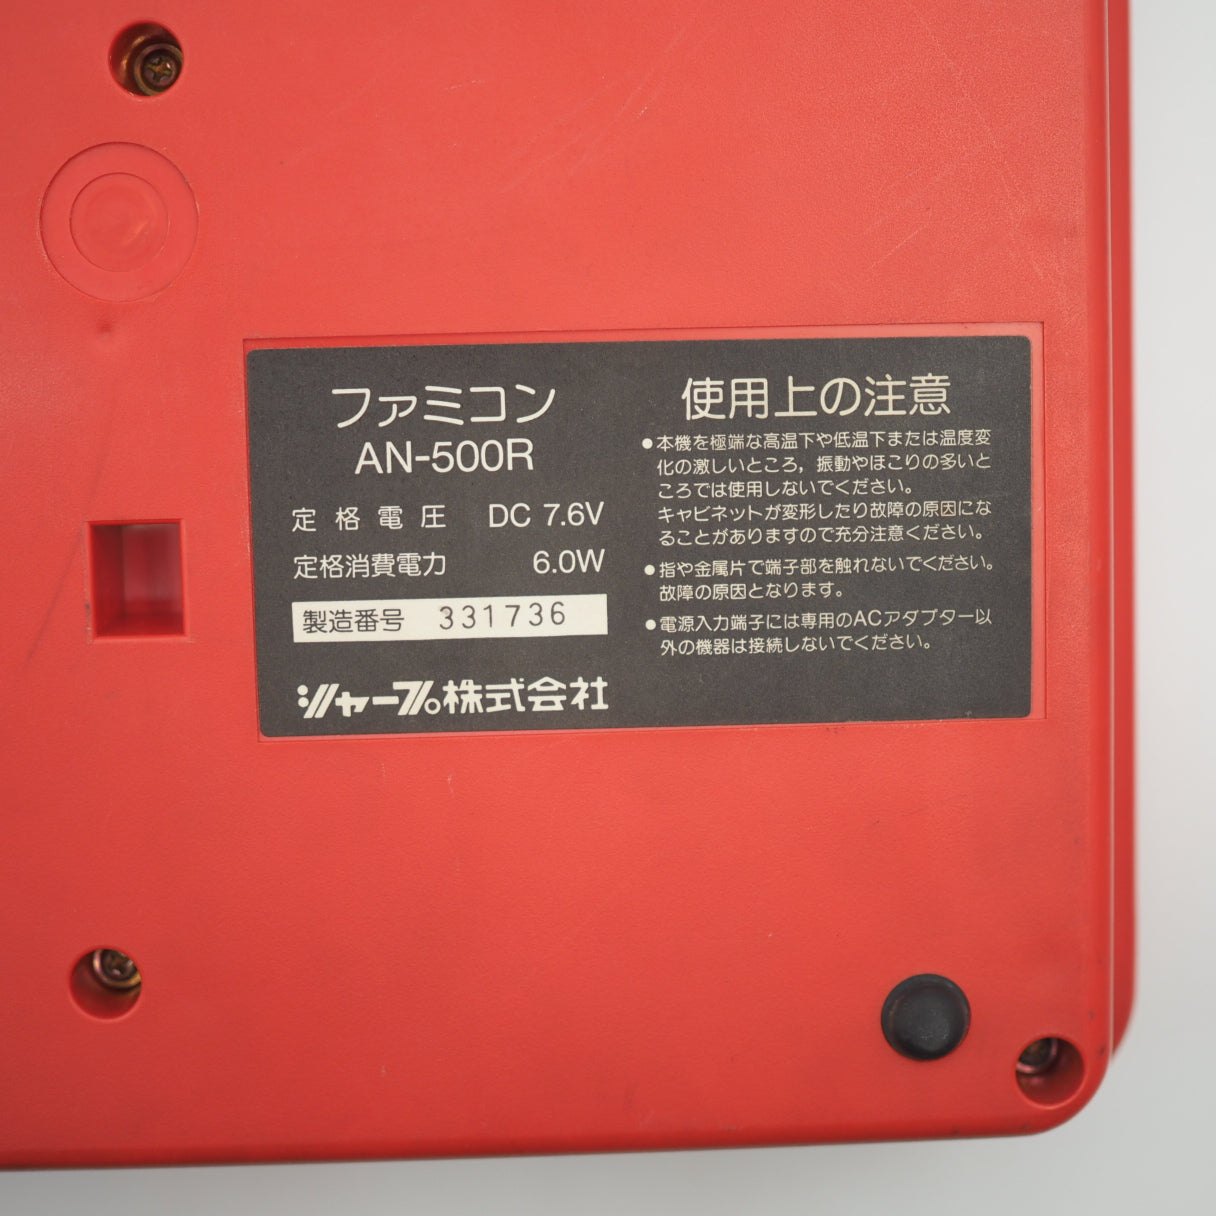 ファミコン
AN-500R
定格電圧 DC 7.6V
定格消費電力 6.0W
製造番号 331736
シャープ株式会社
使用上の注意
●本機を極端な高温下や低温下または温度変
化の激しいところ，振動やほこりの多いと
ころでは使用しないでください。
キャビネットが変形したり故障の原因にな
ることがありますので充分注意ください。
●指や金属片で端子部を触れないでください。
故障の原因となります。
●電源入力端子には専用のACアダプター以
外の機器は接続しないでください。